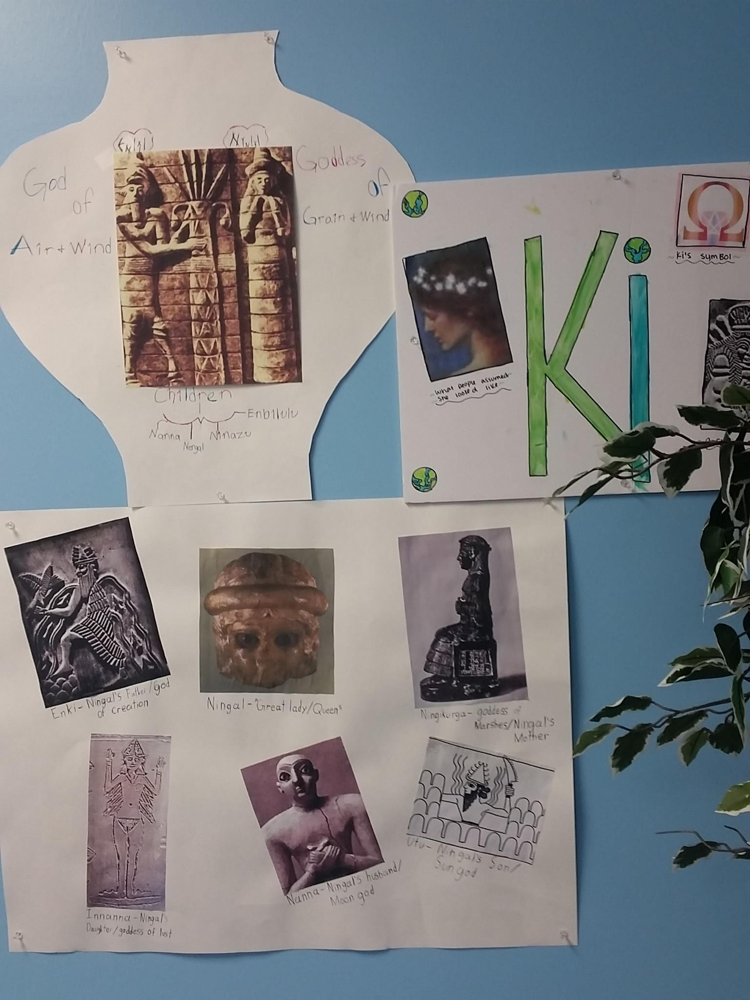 Enlil
Ninlil
God
of
Air + Wind
Goddess
of
Grain + Wind
Children
Enbilulu
Nanna
Ninazu
Nergal
Ki
Ki's symBol
what people assumed
she looked like
Enki - Ningal's Father/god
of creation
Ningal - "Great lady/Queen"
Ningikurga - goddess of
Marshes/Ningal's
Mother
Innanna - Ningal's
Daughter/goddess of lust
Nanna - Ningal's husband/
Moon god
Utu - Ningal's Son/
Sun god